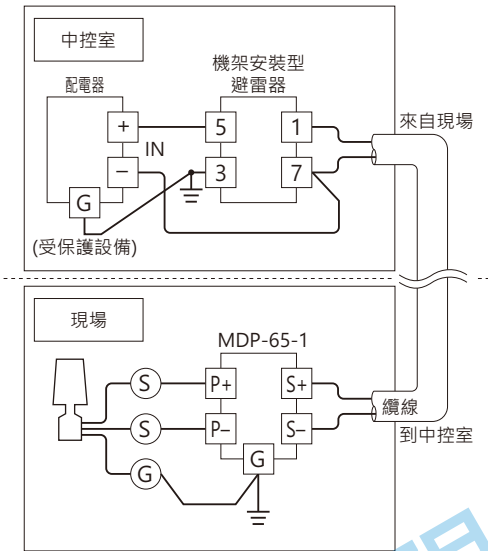 中控室
機架安裝型
避雷器
配電器
+
5
1
來自現場
IN
−
3
7
G
(受保護設備)
現場
MDP-65-1
S
P+
S+
纜線
S
P−
S−
到中控室
G
G